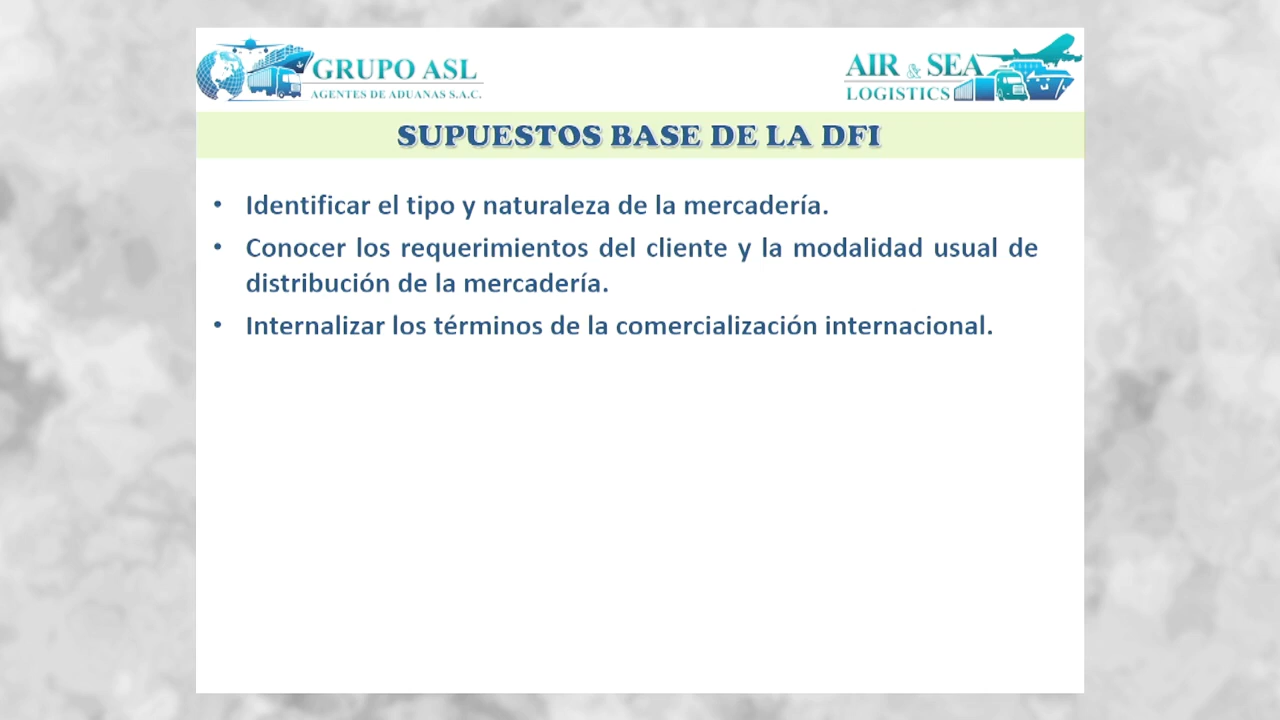 GRUPO ASL
AGENTES DE ADUANAS S.A.C.
AIR & SEA
LOGISTICS
SUPUESTOS BASE DE LA DFI
• Identificar el tipo y naturaleza de la mercadería.
• Conocer los requerimientos del cliente y la modalidad usual de
distribución de la mercadería.
• Internalizar los términos de la comercialización internacional.